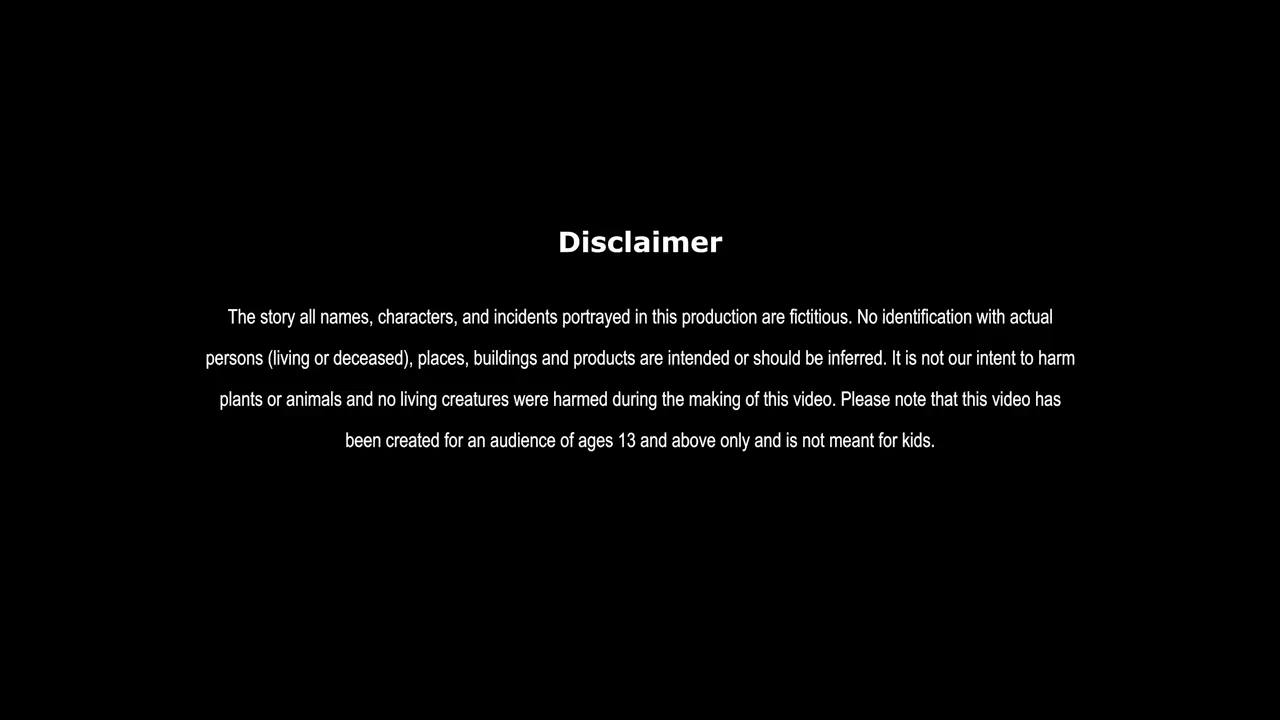 Disclaimer
The story all names, characters, and incidents portrayed in this production are fictitious. No identification with actual
persons (living or deceased), places, buildings and products are intended or should be inferred. It is not our intent to harm
plants or animals and no living creatures were harmed during the making of this video. Please note that this video has
been created for an audience of ages 13 and above only and is not meant for kids.